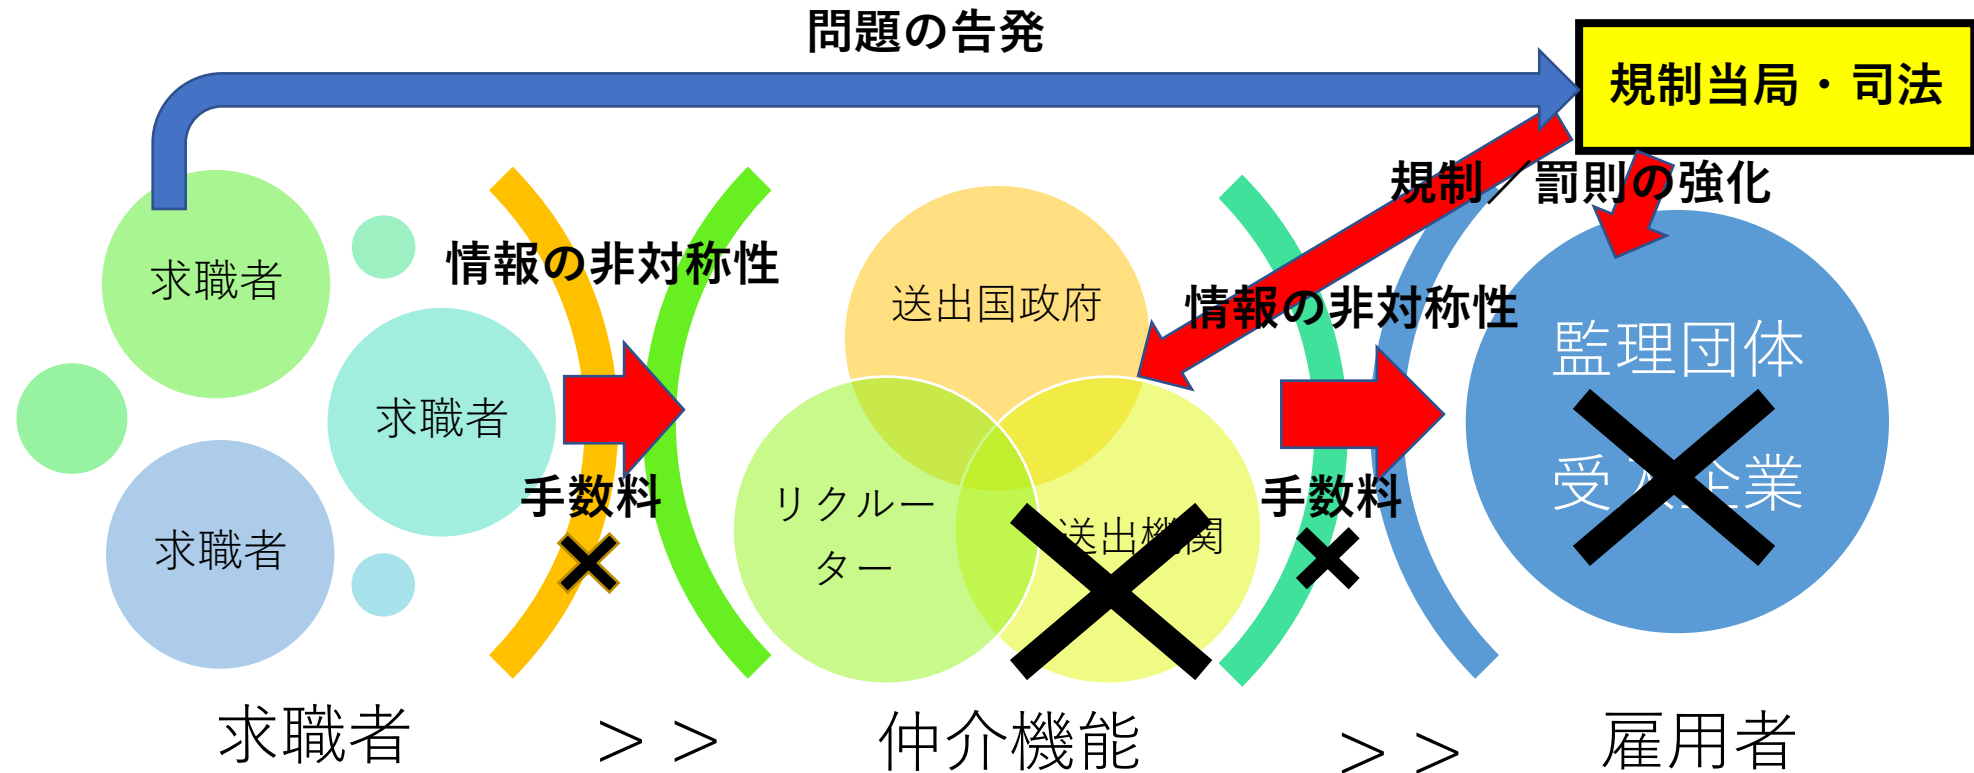 問題の告発
規制当局・司法
規制／罰則の強化
情報の非対称性
求職者
送出国政府
情報の非対称性
監理団体
求職者
受入企業
手数料
リクルー
ター
送出機関
手数料
求職者
求職者
＞＞
仲介機能
＞＞
雇用者